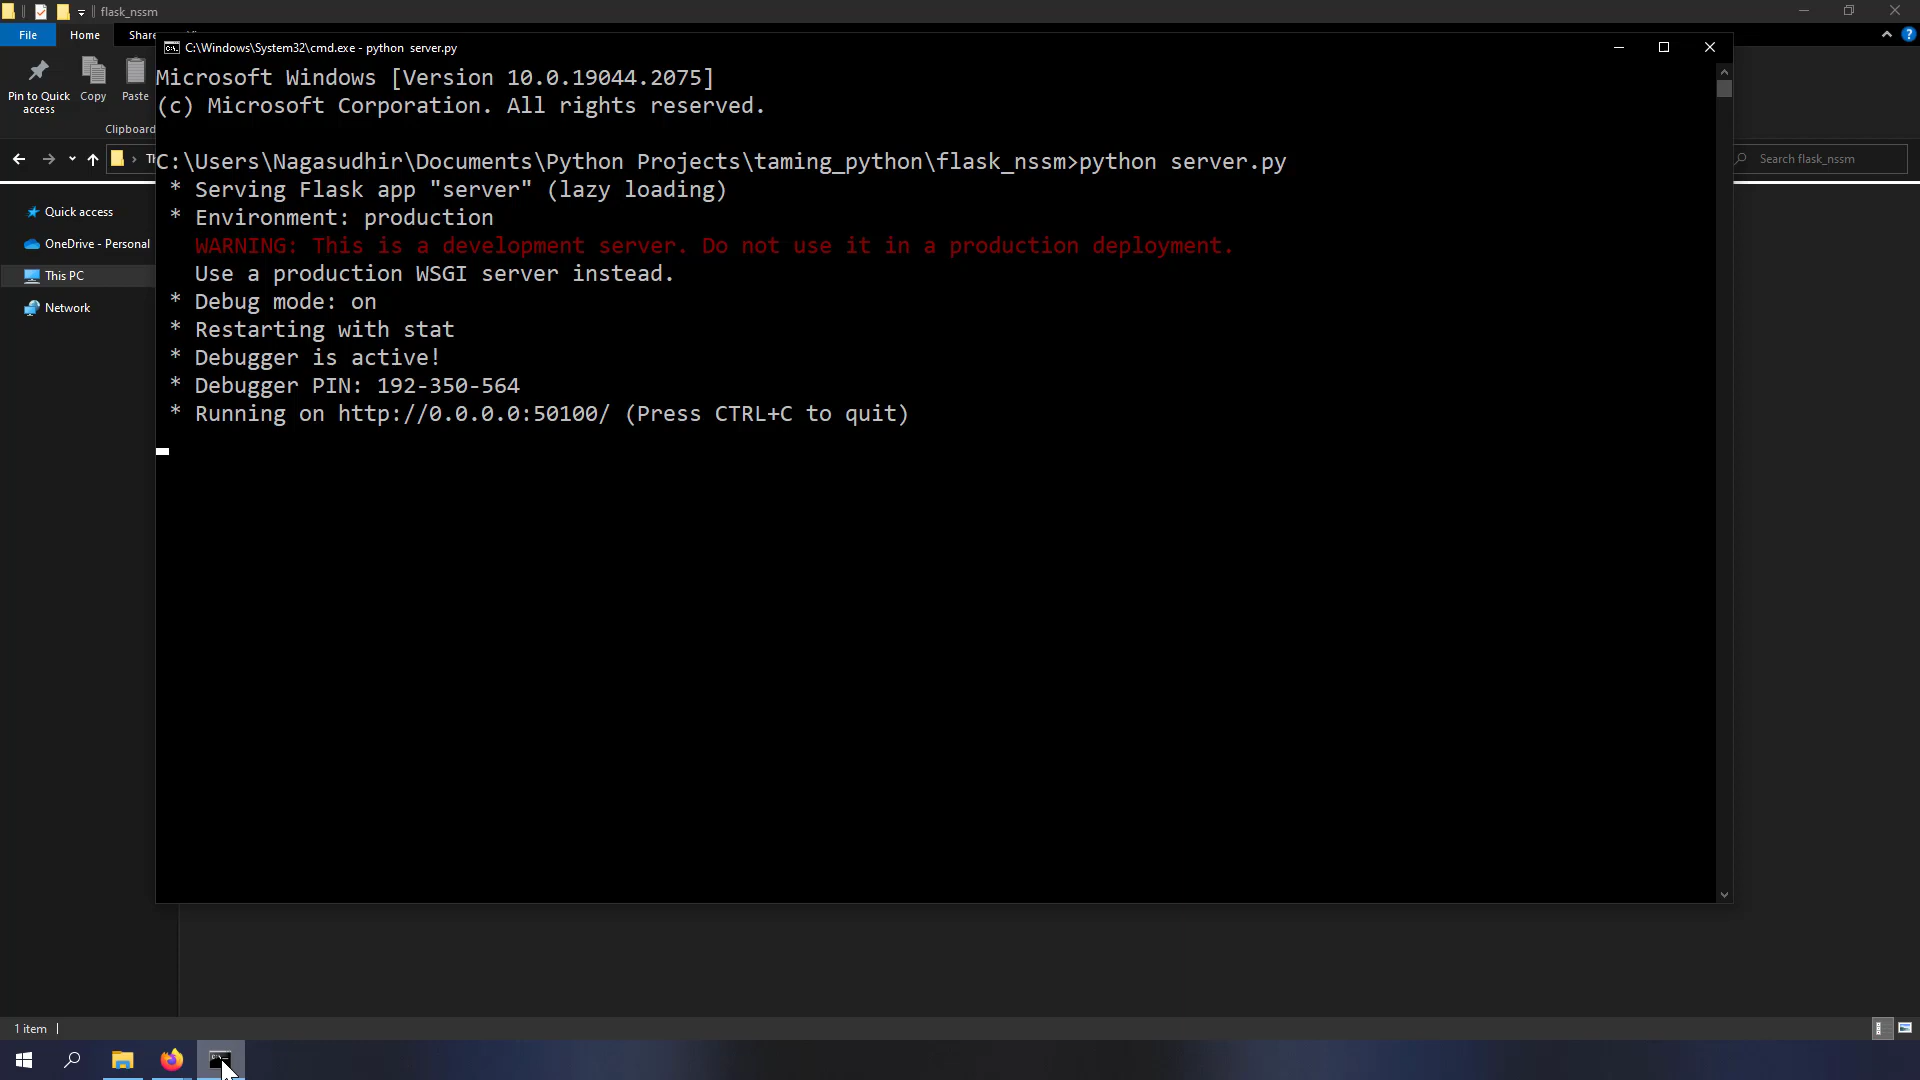 flask_nssm
File
Home
Share
C:\Windows\System32\cmd.exe - python  server.py
Pin to Quick access
Copy
Paste
Clipboard
Microsoft Windows [Version 10.0.19044.2075]
(c) Microsoft Corporation. All rights reserved.
C:\Users\Nagasudhir\Documents\Python Projects\taming_python\flask_nssm>python server.py
 * Serving Flask app "server" (lazy loading)
 * Environment: production
   WARNING: This is a development server. Do not use it in a production deployment.
   Use a production WSGI server instead.
 * Debug mode: on
 * Restarting with stat
 * Debugger is active!
 * Debugger PIN: 192-350-564
 * Running on http://0.0.0.0:50100/ (Press CTRL+C to quit)
Search flask_nssm
Quick access
OneDrive - Personal
This PC
Network
1 item